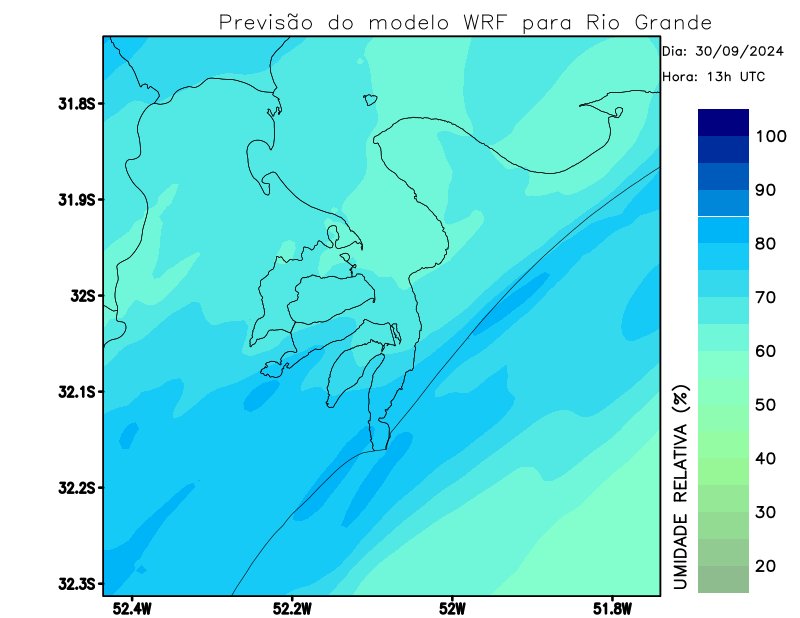 Previsão do modelo WRF para Rio Grande
Dia: 30/09/2024
Hora: 13h UTC
31.8S
31.9S
32S
32.1S
32.2S
32.3S
52.4W
52.2W
52W
51.8W
100
90
80
70
60
50
40
30
20
UMIDADE RELATIVA (%)